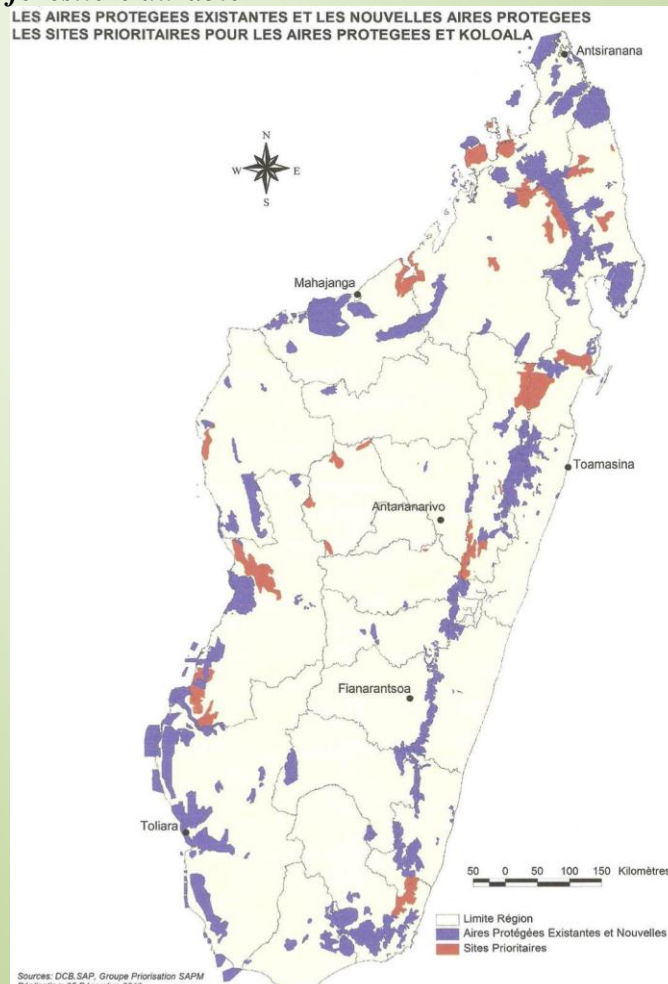 LES AIRES PROTEGEES EXISTANTES ET LES NOUVELLES AIRES PROTEGEES
LES SITES PRIORITAIRES POUR LES AIRES PROTEGEES ET KOLOALA
Antsiranana
N
W E
S
Mahajanga
Toamasina
Antananarivo
Fianarantsoa
Toliara
50 0 50 100 150 Kilomètres
Limite Région
Aires Protégées Existantes et Nouvelles
Sites Prioritaires
Sources: DCB.SAP, Groupe Priorisation SAPM